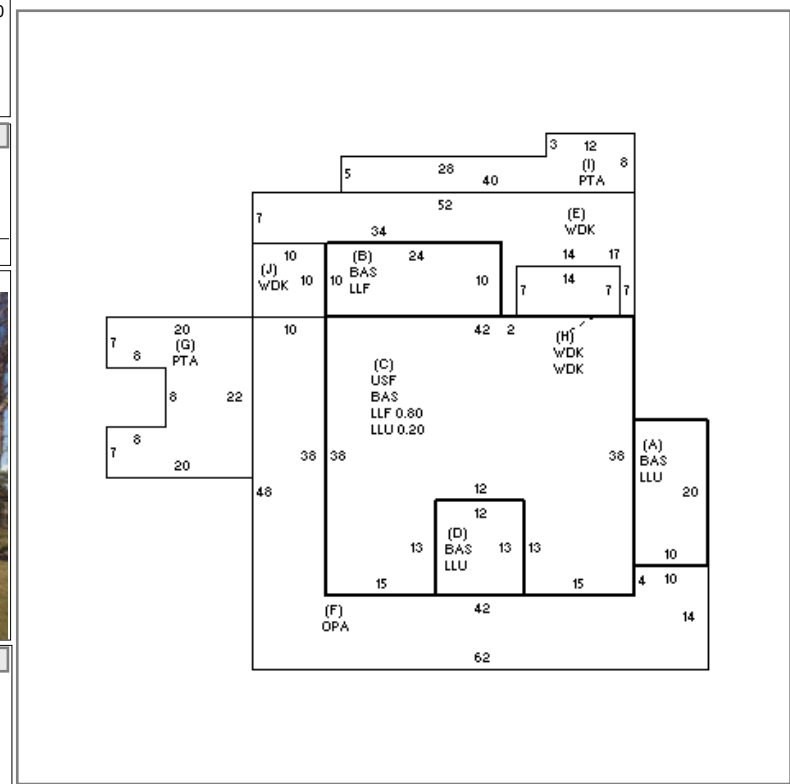 3 12
(I) 8
PTA
5 28
40
7 52
(E)
WDK
34
10 (B) 24 14 17
(J) BAS 14
WDK 10 10 LLF 10 7 7 7
20 10 42 2 (H)
7 (G) WDK
8 PTA WDK
(C)
USF
8 22 BAS
LLF 0.80
LLU 0.20
8 (A)
7 38 38 38 BAS
20 LLU
48 12 20
12
(D)
13 BAS 13 13
LLU 10
15 15 4 10
(F) 42 14
OPA
62